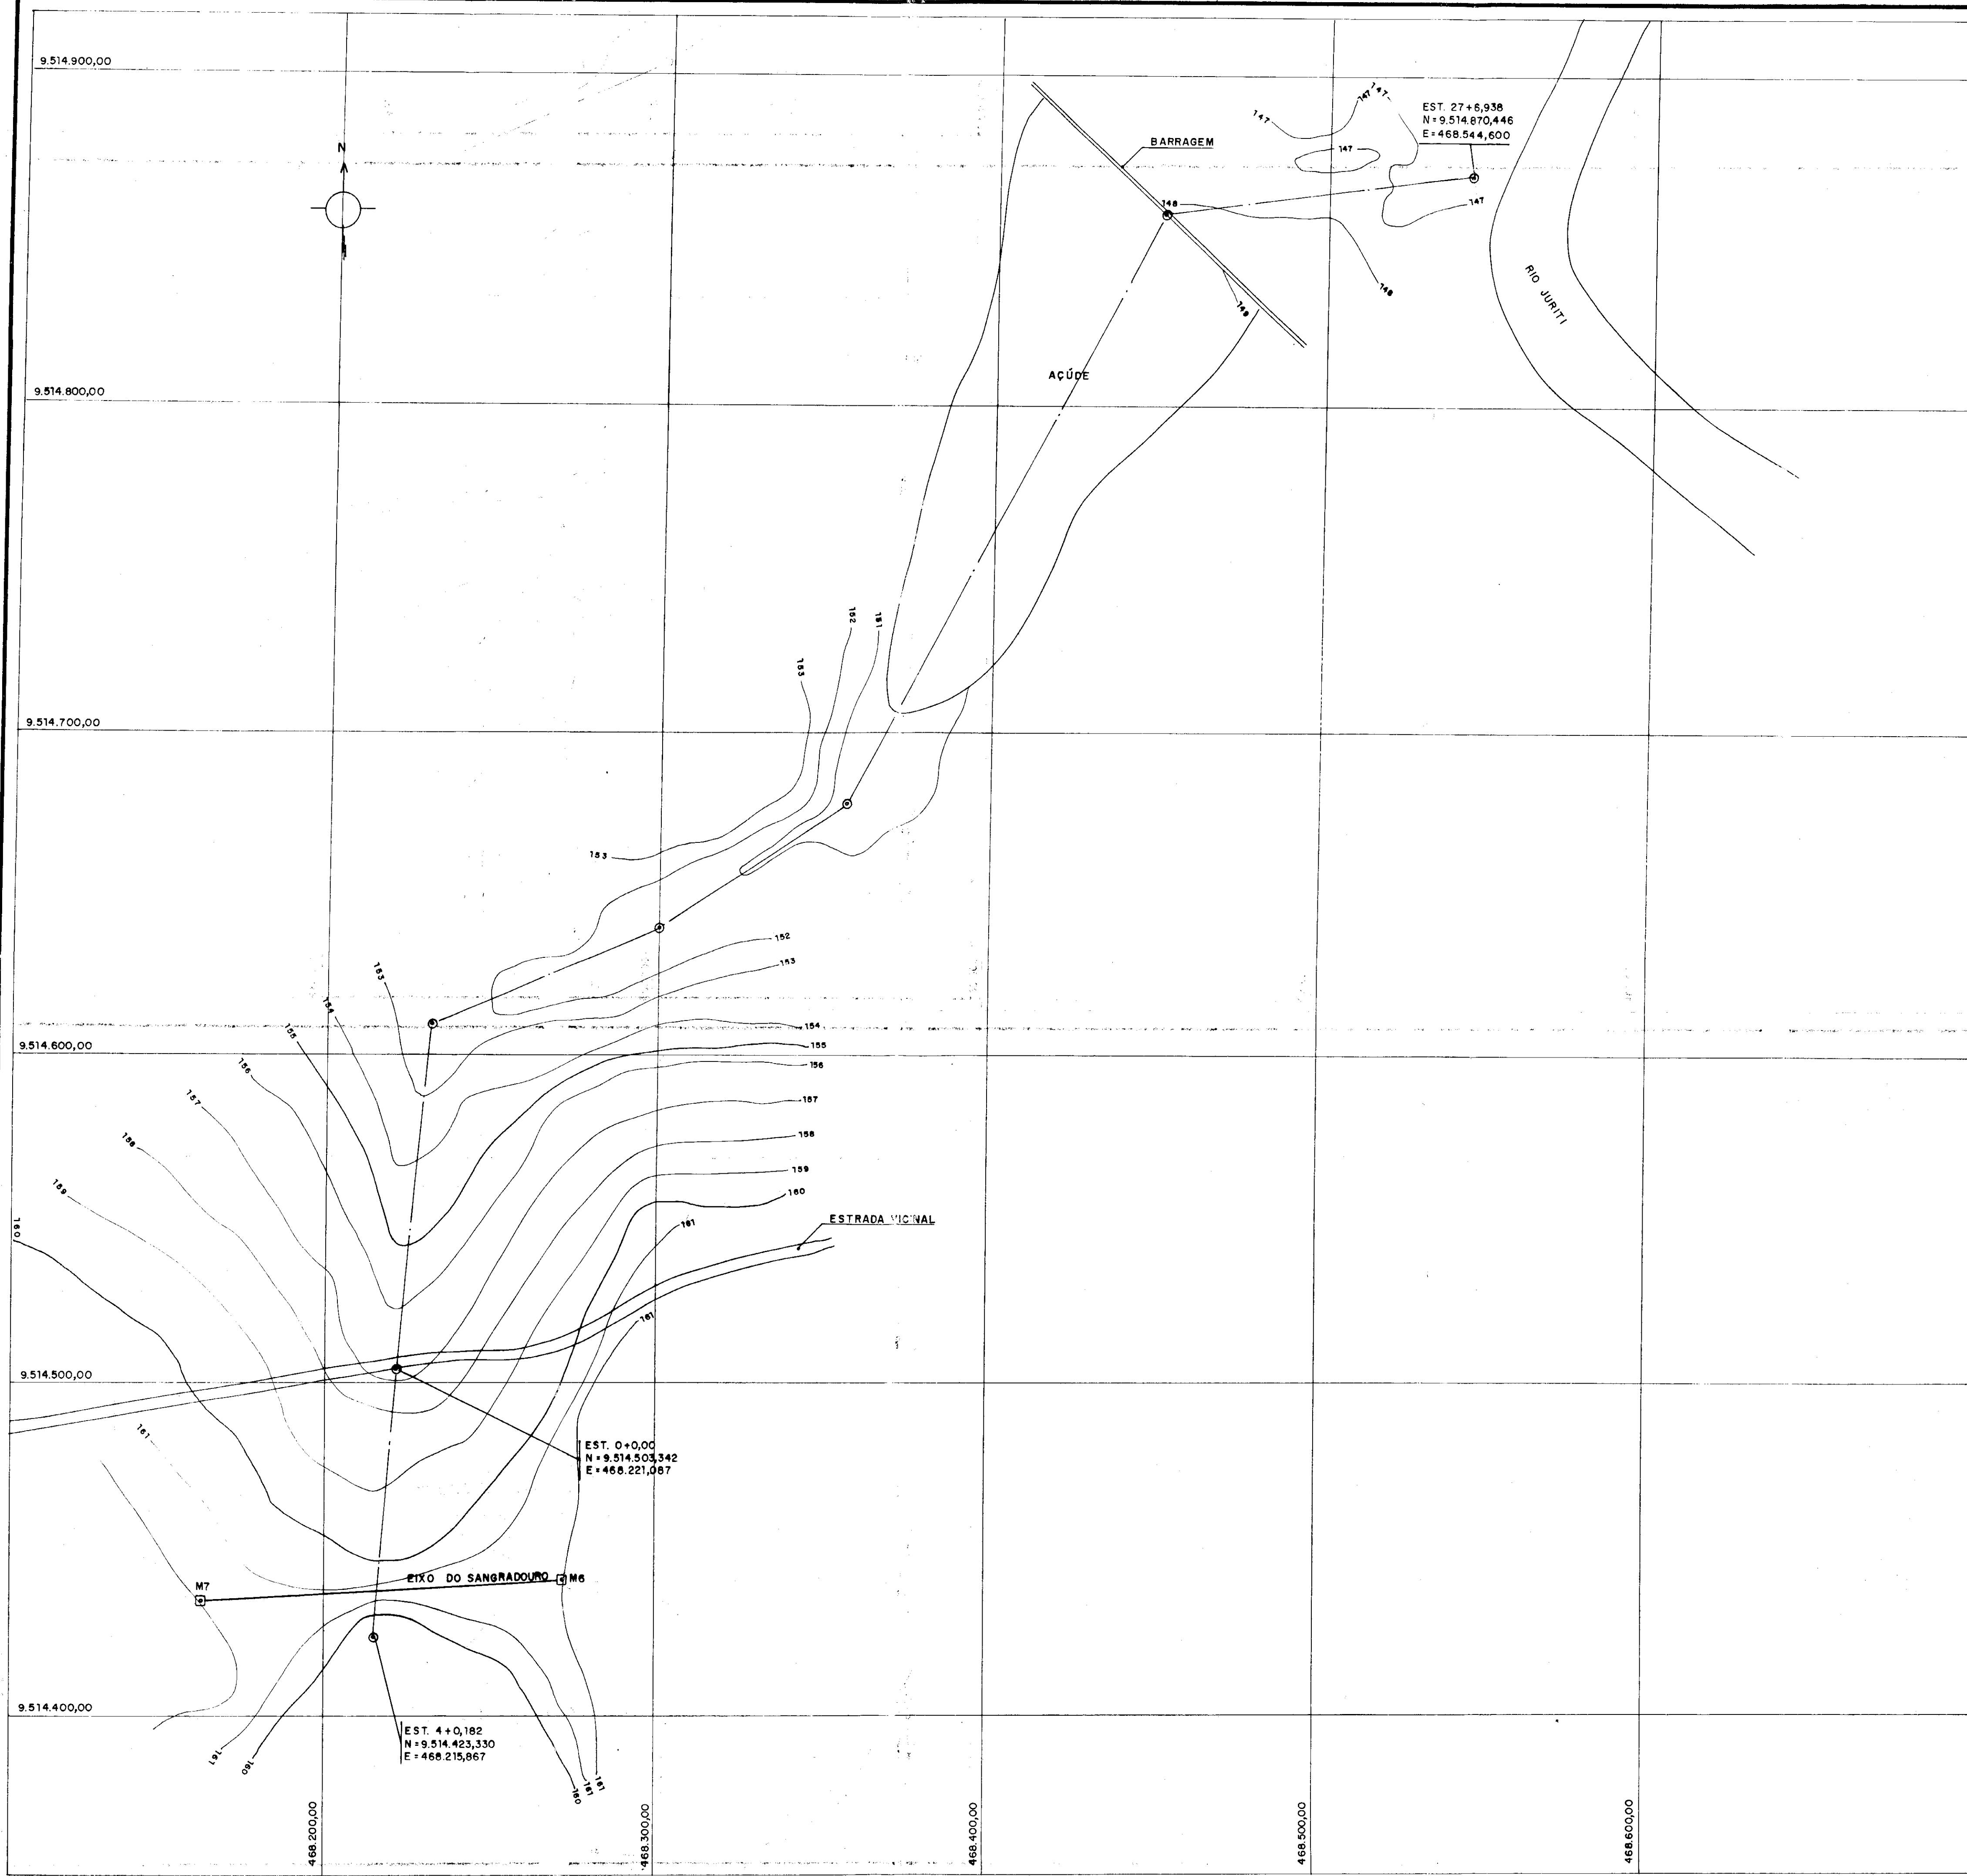 9.514.900,00
147
147
147
EST. 27+6,938
N = 9.514.870,446
E = 468.544,600
BARRAGEM
N
147
148
147
RIO JURITI
148
149
AÇÚDE
9.514.800,00
152
151
153
9.514.700,00
153
152
153
153
154
154
155
155
9.514.600,00
156
156
157
157
158
158
159
159
160
160
161
ESTRADA VICINAL
161
9.514.500,00
161
EST. 0+0,00
N = 9.514.503,342
E = 468.221,087
EIXO DO SANGRADOURO
M6
M7
9.514.400,00
EST. 4+0,182
N = 9.514.423,330
E = 468.215,867
161
160
161
161
160
468.200,00
468.300,00
468.400,00
468.500,00
468.600,00